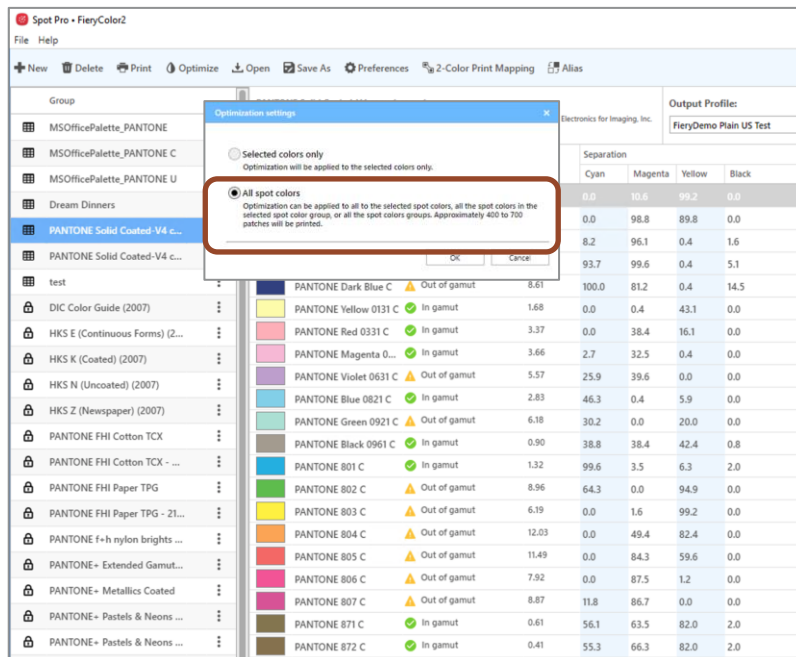 Spot Pro • FieryColor2
File Help
New Delete Print Optimize Open Save As Preferences 2-Color Print Mapping Alias
Group
MSOfficePalette_PANTONE
MSOfficePalette_PANTONE C
MSOfficePalette_PANTONE U
Dream Dinners
PANTONE Solid Coated-V4 c...
PANTONE Solid Coated-V4 c...
test
DIC Color Guide (2007)
HKS E (Continuous Forms) (2...
HKS K (Coated) (2007)
HKS N (Uncoated) (2007)
HKS Z (Newspaper) (2007)
PANTONE FHI Cotton TCX
PANTONE FHI Cotton TCX - ...
PANTONE FHI Paper TPG
PANTONE FHI Paper TPG - 21...
PANTONE f+h nylon brights ...
PANTONE+ Extended Gamut...
PANTONE+ Metallics Coated
PANTONE+ Pastels & Neons ...
PANTONE+ Pastels & Neons ...
Optimization settings
Selected colors only
Optimization will be applied to the selected colors only.
All spot colors
Optimization can be applied to all to the selected spot colors, all the spot colors in the
selected spot color group, or all the spot colors groups. Approximately 400 to 700
patches will be printed.
OK Cancel
Electronics for Imaging, Inc.
Output Profile:
FieryDemo Plain US Test
Separation
Cyan Magenta Yellow Black
0.0 10.6 99.2 0.0
0.0 98.8 89.8 0.0
8.2 96.1 0.4 1.6
93.7 99.6 0.4 5.1
PANTONE Dark Blue C Out of gamut 8.61 100.0 81.2 0.4 14.5
PANTONE Yellow 0131 C In gamut 1.68 0.0 0.4 43.1 0.0
PANTONE Red 0331 C In gamut 3.37 0.0 38.4 16.1 0.0
PANTONE Magenta 0... In gamut 3.66 2.7 32.5 0.4 0.0
PANTONE Violet 0631 C Out of gamut 5.57 25.9 39.6 0.0 0.0
PANTONE Blue 0821 C In gamut 2.83 46.3 0.4 5.9 0.0
PANTONE Green 0921 C Out of gamut 6.18 30.2 0.0 20.0 0.0
PANTONE Black 0961 C In gamut 0.90 38.8 38.4 42.4 0.8
PANTONE 801 C In gamut 1.32 99.6 3.5 6.3 2.0
PANTONE 802 C Out of gamut 8.96 64.3 0.0 94.9 0.0
PANTONE 803 C Out of gamut 6.19 0.0 1.6 99.2 0.0
PANTONE 804 C Out of gamut 12.03 0.0 49.4 82.4 0.0
PANTONE 805 C Out of gamut 11.49 0.0 84.3 59.6 0.0
PANTONE 806 C Out of gamut 7.92 0.0 87.5 1.2 0.0
PANTONE 807 C Out of gamut 8.87 11.8 86.7 0.0 0.0
PANTONE 871 C In gamut 0.61 56.1 63.5 82.0 2.0
PANTONE 872 C In gamut 0.41 55.3 66.3 82.0 2.0